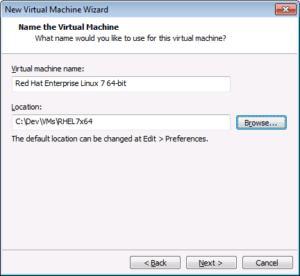 New Virtual Machine Wizard
Name the Virtual Machine
What name would you like to use for this virtual machine?
Virtual machine name:
Red Hat Enterprise Linux 7 64-bit
Location:
C:\Dev\VMs\RHEL7x64
Browse...
The default location can be changed at Edit > Preferences.
< Back
Next >
Cancel